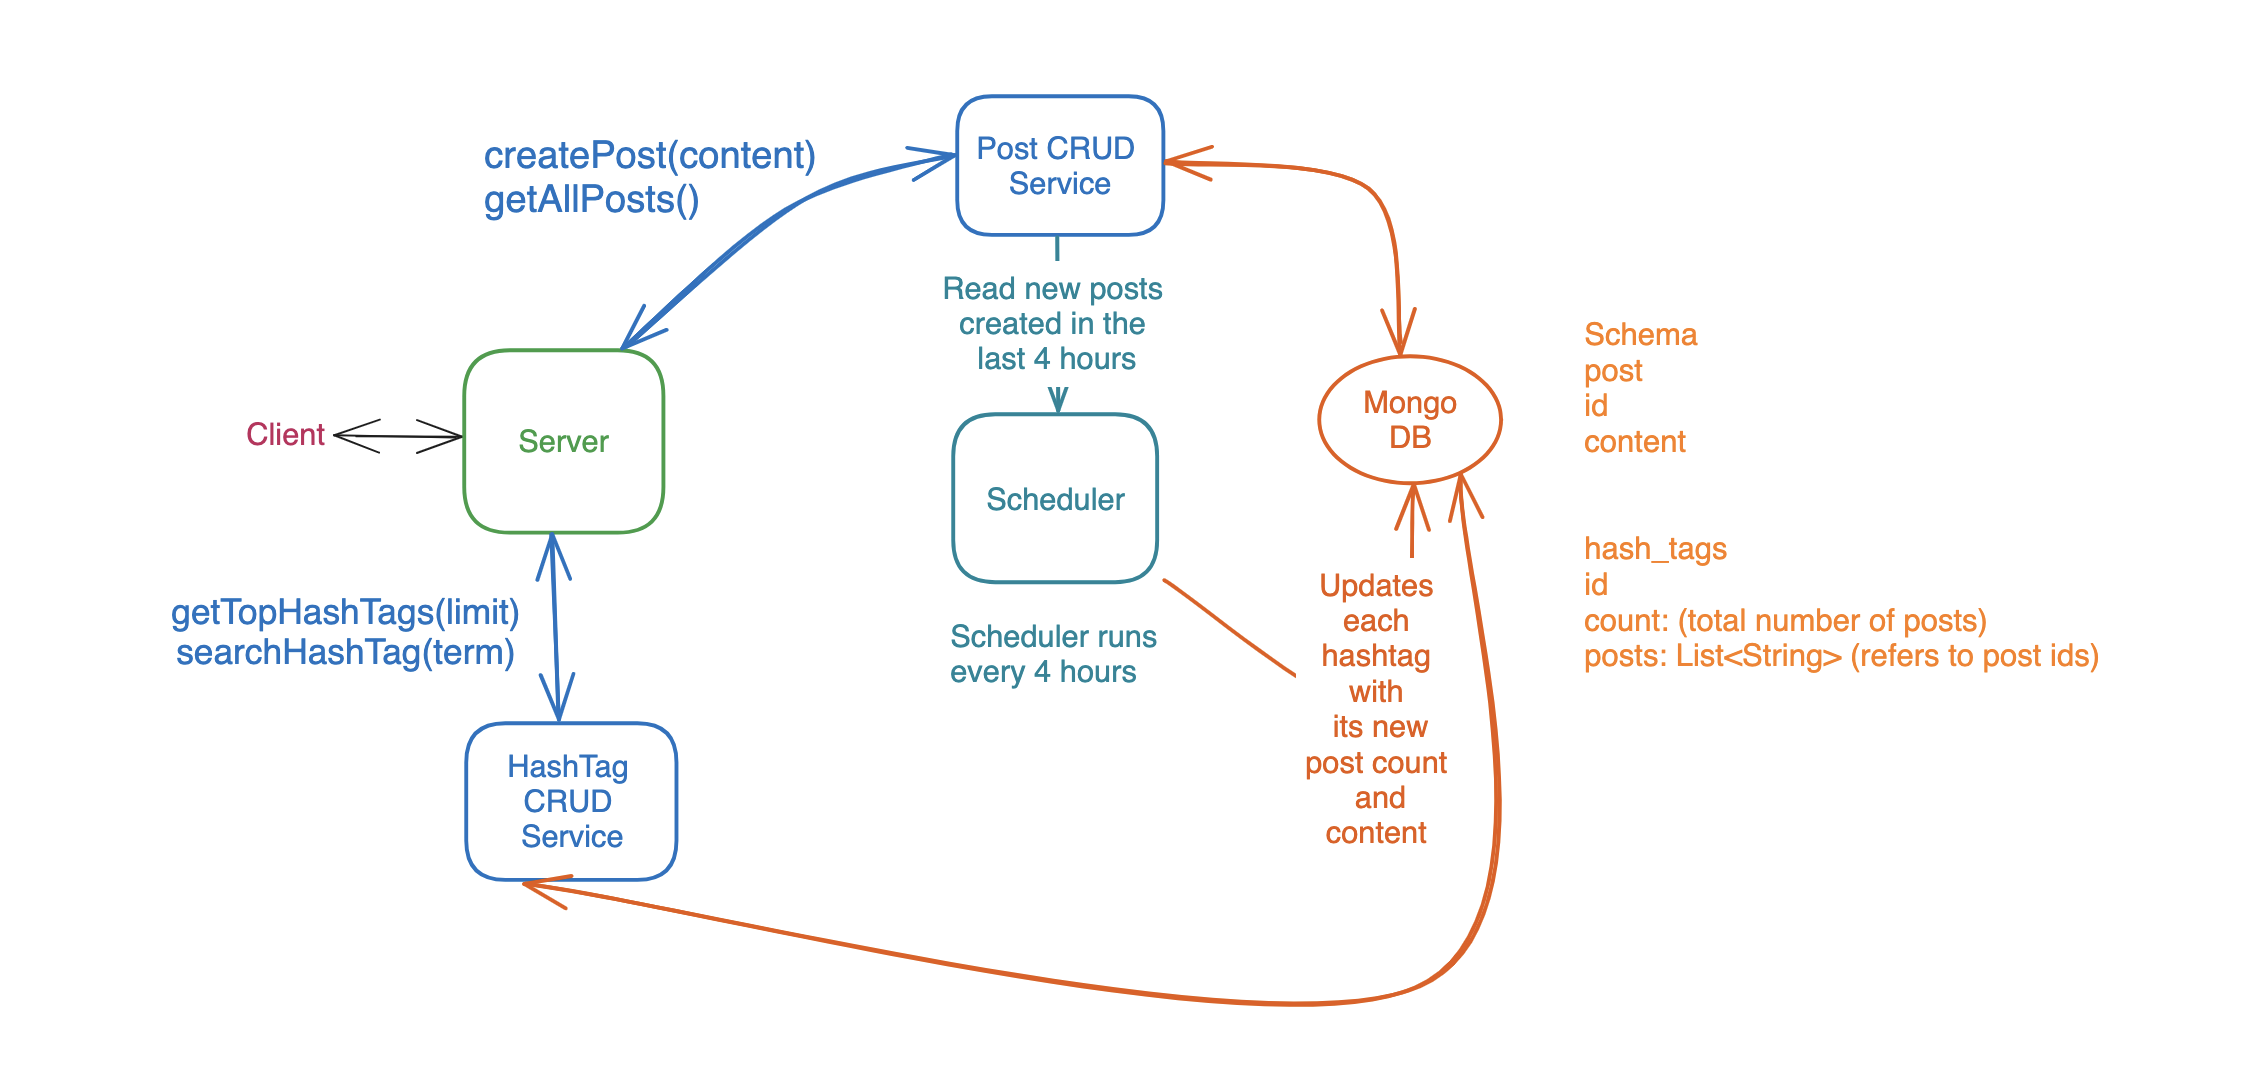 createPost(content)
getAllPosts()
Post CRUD
Service
Read new posts
created in the
last 4 hours
Client
Server
Scheduler
Scheduler runs
every 4 hours
Mongo
DB
Schema
post
id
content
hash_tags
id
count: (total number of posts)
posts: List<String> (refers to post ids)
getTopHashTags(limit)
searchHashTag(term)
HashTag
CRUD
Service
Updates
each
hashtag
with
its new
post count
and
content